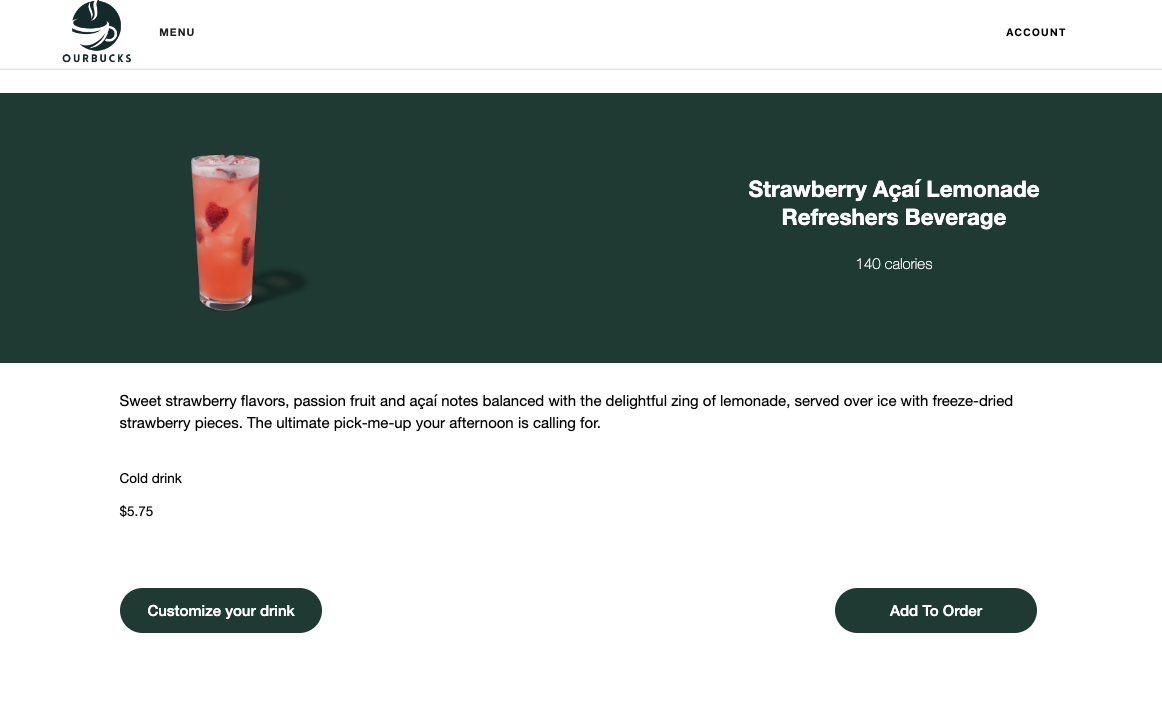 OURBUCKS
MENU
ACCOUNT
Strawberry Açaí Lemonade
Refreshers Beverage
140 calories
Sweet strawberry flavors, passion fruit and açaí notes balanced with the delightful zing of lemonade, served over ice with freeze-dried
strawberry pieces. The ultimate pick-me-up your afternoon is calling for.
Cold drink
$5.75
Customize your drink
Add To Order